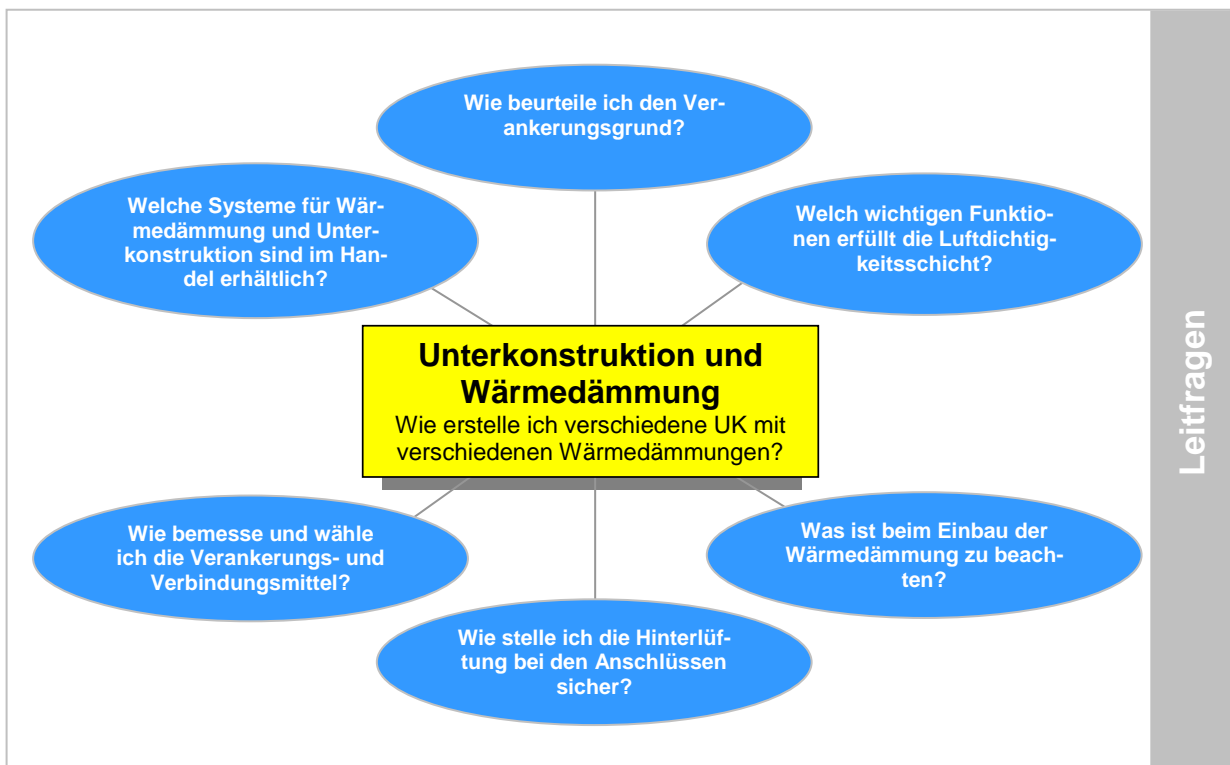 Wie beurteile ich den Ver-
ankerungsgrund?
Welche Systeme für Wär-
medämmung und Unter-
konstruktion sind im Han-
del erhältlich?
Welch wichtigen Funktio-
nen erfüllt die Luftdichtig-
keitsschicht?
Unterkonstruktion und
Wärmedämmung
Wie erstelle ich verschiedene UK mit
verschiedenen Wärmedämmungen?
Wie bemesse und wähle
ich die Verankerungs- und
Verbindungsmittel?
Was ist beim Einbau der
Wärmedämmung zu beach-
ten?
Wie stelle ich die Hinterlüf-
tung bei den Anschlüssen
sicher?
Leitfragen